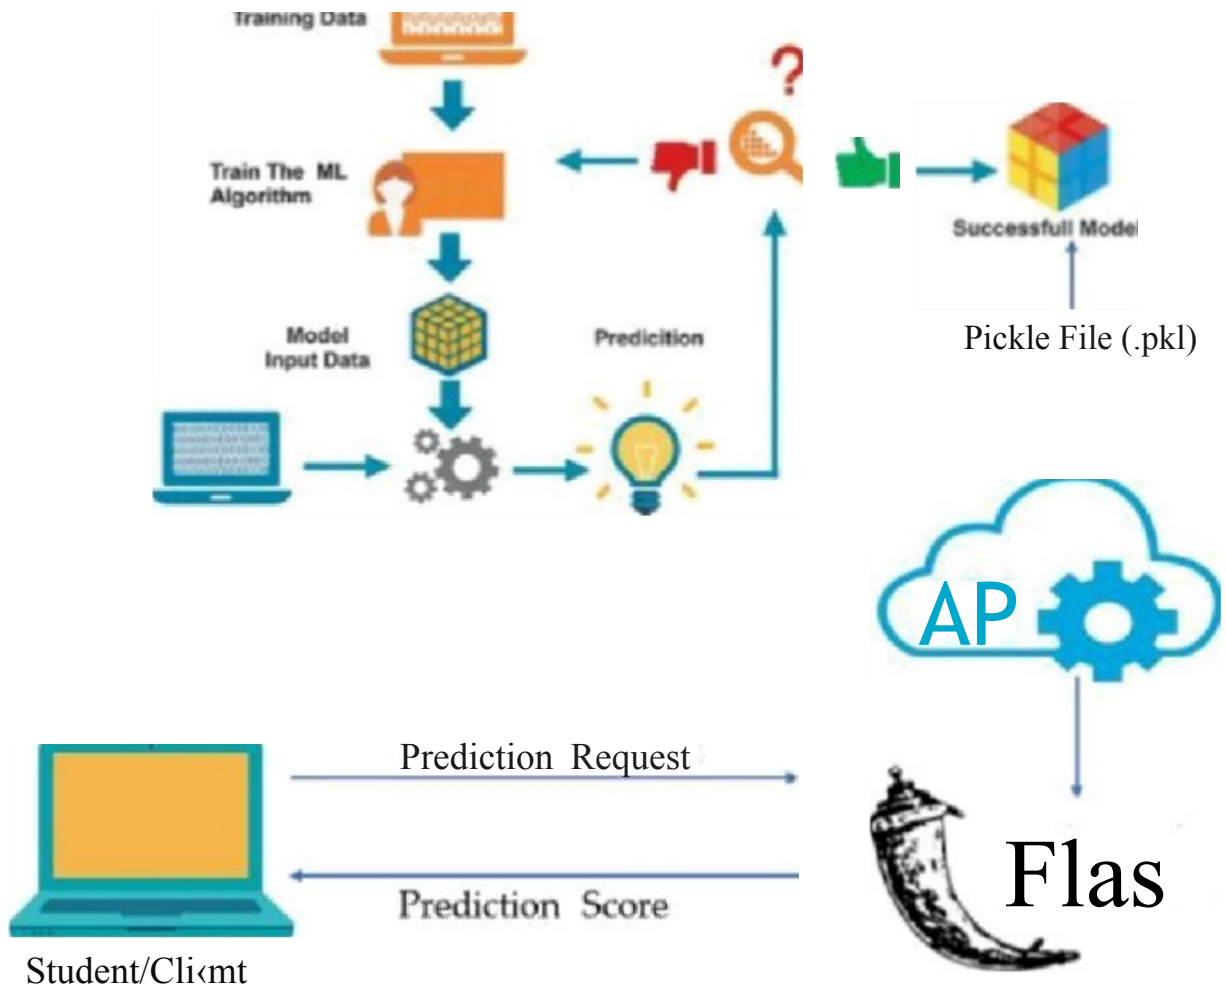 Training Data
?
Train The ML
Algorithm
Successfull Model
Pickle File (.pkl)
Model
Input Data
Predicition
AP
Prediction Request
Flas
Prediction Score
Student/Cli‹mt